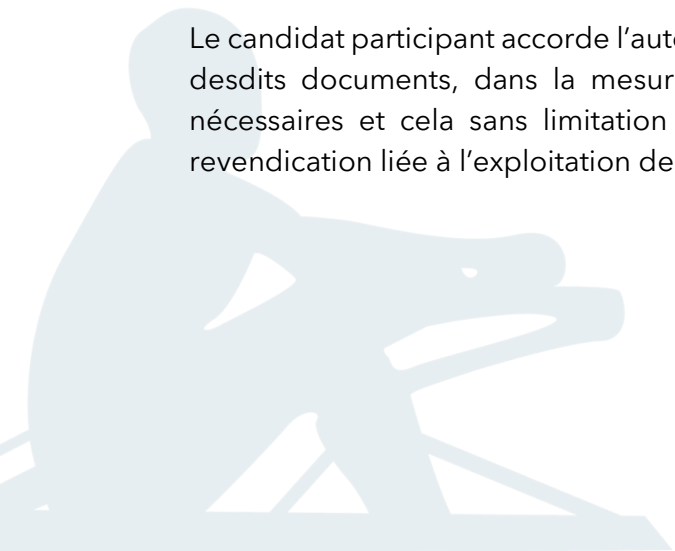 Le candidat participant accorde l'
desdits documents, dans la
nécessaires et cela sans limitation
revendication liée à l'exploitation